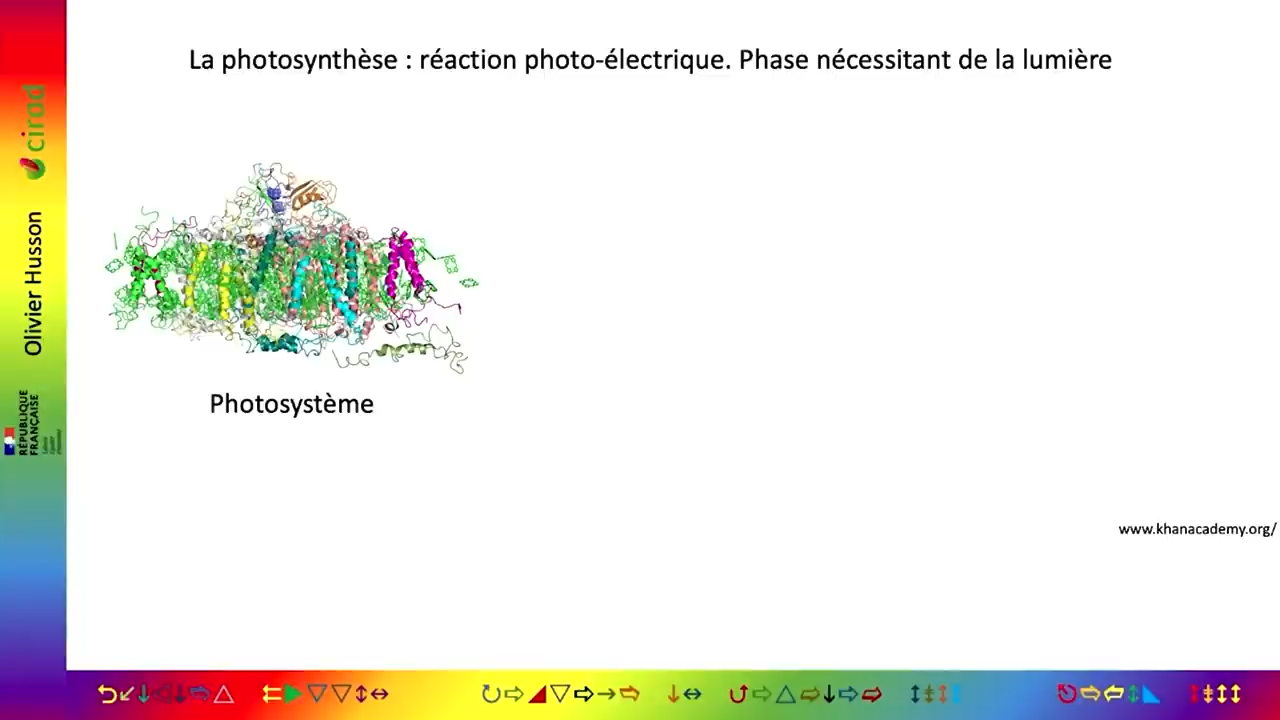 La photosynthèse : réaction photo-électrique. Phase nécessitant de la lumière
cirad
Olivier Husson
RÉPUBLIQUE
FRANÇAISE
Photosystème
www.khanacademy.org/